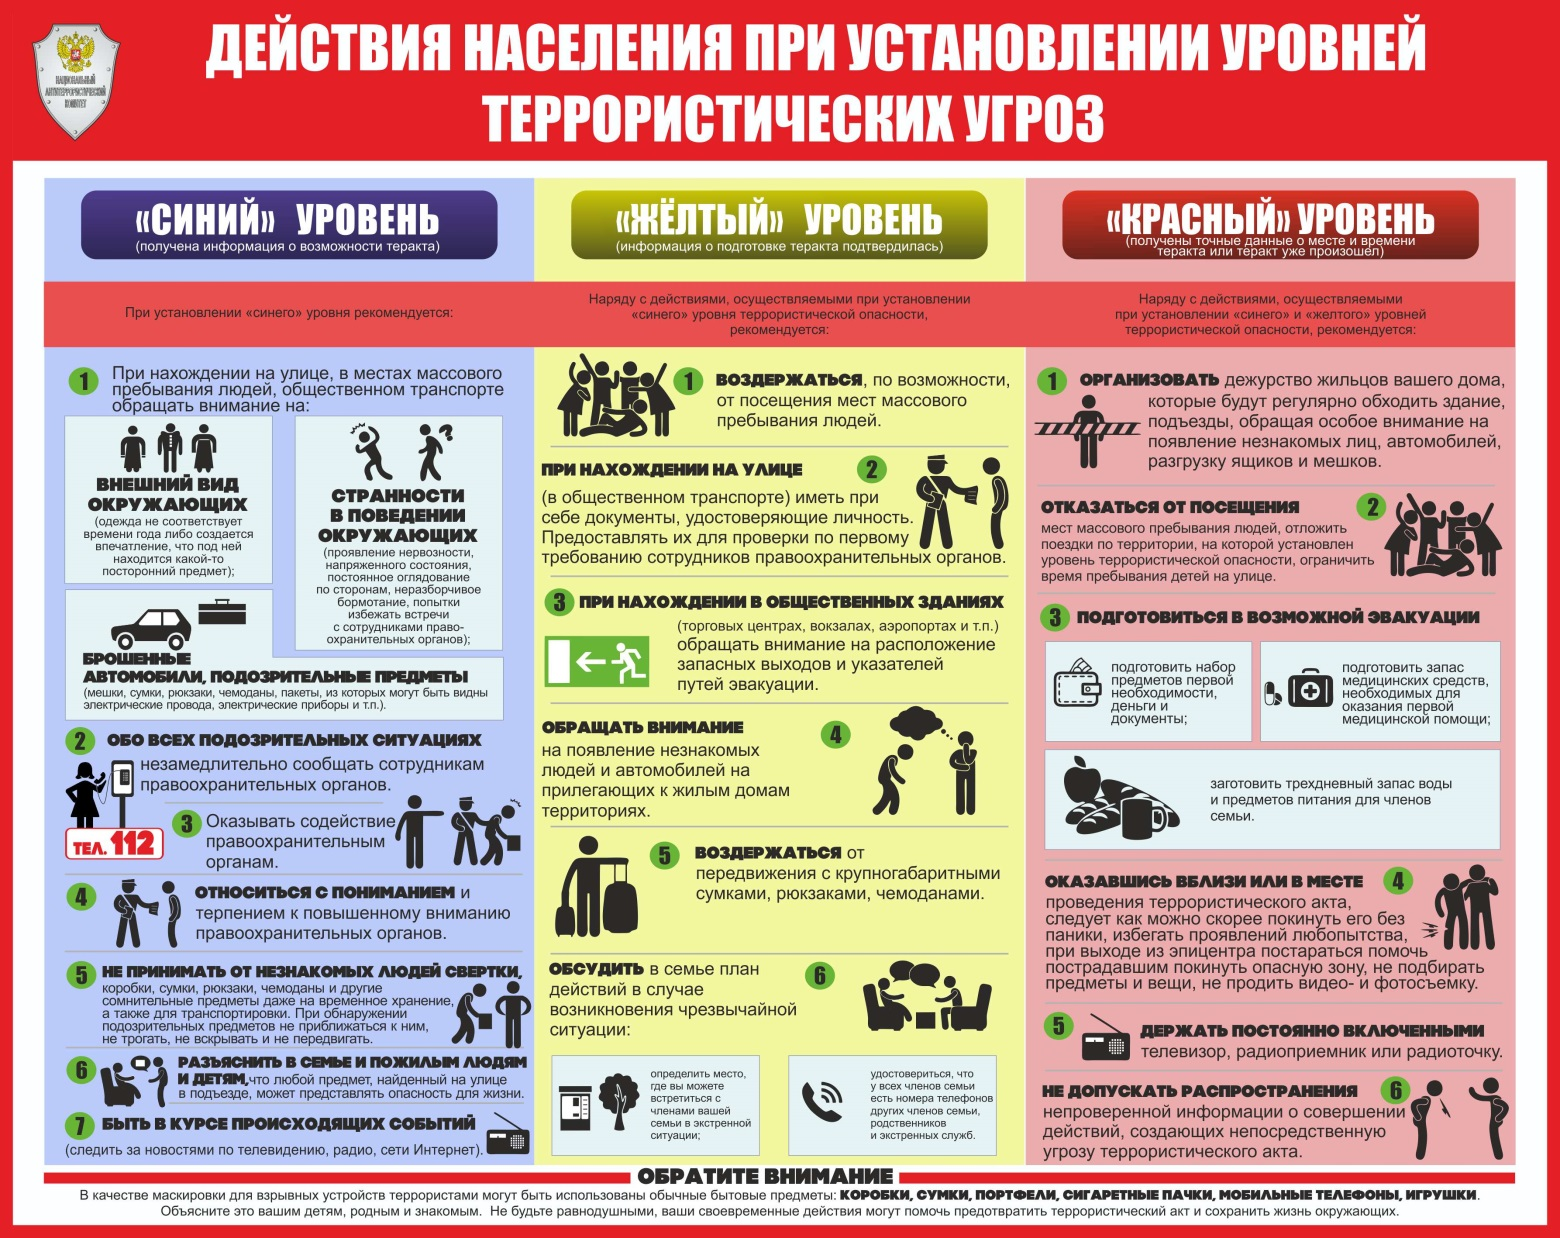 ДЕЙСТВИЯ НАСЕЛЕНИЯ ПРИ УСТАНОВЛЕНИИ УРОВНЕЙ
ТЕРРОРИСТИЧЕСКИХ УГРОЗ
НАЦИОНАЛЬНЫЙ
АНТИТЕРРОРИСТИЧЕСКИЙ
КОМИТЕТ
«СИНИЙ» УРОВЕНЬ
(получена информация о возможности теракта)
При установлении «синего» уровня рекомендуется:
1
При нахождении на улице, в местах массового
пребывания людей, общественном транспорте
обращать внимание на:
ВНЕШНИЙ ВИД
ОКРУЖАЮЩИХ
(одежда не соответствует
времени года либо создается
впечатление, что под ней
находится какой-то
посторонний предмет);
СТРАННОСТИ
В ПОВЕДЕНИИ
ОКРУЖАЮЩИХ
(проявление нервозности,
напряженного состояния,
постоянное оглядование
по сторонам, неразборчивое
бормотание, попытки
избежать встречи
с сотрудниками право-
охранительных органов);
БРОШЕННЫЕ
АВТОМОБИЛИ, ПОДОЗРИТЕЛЬНЫЕ ПРЕДМЕТЫ
(мешки, сумки, рюкзаки, чемоданы, пакеты, из которых могут быть видны
электрические провода, электрические приборы и т.п.).
2 ОБО ВСЕХ ПОДОЗРИТЕЛЬНЫХ СИТУАЦИЯХ
незамедлительно сообщать сотрудникам
правоохранительных органов.
ТЕЛ. 112
3 Оказывать содействие
правоохранительным
органам.
4 ОТНОСИТЬСЯ С ПОНИМАНИЕМ и
терпением к повышенному вниманию
правоохранительных органов.
5 НЕ ПРИНИМАТЬ ОТ НЕЗНАКОМЫХ ЛЮДЕЙ СВЕРТКИ,
коробки, сумки, рюкзаки, чемоданы и другие
сомнительные предметы даже на временное хранение,
а также для транспортировки. При обнаружении
подозрительных предметов не приближаться к ним,
не трогать, не вскрывать и не передвигать.
6 РАЗЪЯСНИТЬ В СЕМЬЕ И ПОЖИЛЫМ ЛЮДЯМ
И ДЕТЯМ,что любой предмет, найденный на улице
в подъезде, может представлять опасность для жизни.
7 БЫТЬ В КУРСЕ ПРОИСХОДЯЩИХ СОБЫТИЙ
(следить за новостями по телевидению, радио, сети Интернет).
«ЖЁЛТЫЙ» УРОВЕНЬ
(информация о подготовке теракта подтвердилась)
Наряду с действиями, осуществляемыми при установлении
«синего» уровня террористической опасности,
рекомендуется:
1 ВОЗДЕРЖАТЬСЯ, по возможности,
от посещения мест массового
пребывания людей.
ПРИ НАХОЖДЕНИИ НА УЛИЦЕ 2
(в общественном транспорте) иметь при
себе документы, удостоверяющие личность.
Предоставлять их для проверки по первому
требованию сотрудников правоохранительных органов.
3 ПРИ НАХОЖДЕНИИ В ОБЩЕСТВЕННЫХ ЗДАНИЯХ
(торговых центрах, вокзалах, аэропортах и т.п.)
обращать внимание на расположение
запасных выходов и указателей
путей эвакуации.
ОБРАЩАТЬ ВНИМАНИЕ 4
на появление незнакомых
людей и автомобилей на
прилегающих к жилым домам
территориях.
5 ВОЗДЕРЖАТЬСЯ от
передвижения с крупногабаритными
сумками, рюкзаками, чемоданами.
ОБСУДИТЬ в семье план 6
действий в случае
возникновения чрезвычайной
ситуации:
определить место,
где вы можете
встретиться с
членами вашей
семьи в экстренной
ситуации;
удостовериться, что
у всех членов семьи
есть номера телефонов
других членов семьи,
родственников
и экстренных служб.
«КРАСНЫЙ» УРОВЕНЬ
(получены точные данные о месте и времени
теракта или теракт уже произошел)
Наряду с действиями, осуществляемыми
при установлении «синего» и «желтого» уровней
террористической опасности, рекомендуется:
1 ОРГАНИЗОВАТЬ дежурство жильцов вашего дома,
которые будут регулярно обходить здание,
подъезды, обращая особое внимание на
появление незнакомых лиц, автомобилей,
разгрузку ящиков и мешков.
ОТКАЗАТЬСЯ ОТ ПОСЕЩЕНИЯ 2
мест массового пребывания людей, отложить
поездки по территории, на которой установлен
уровень террористической опасности, ограничить
время пребывания детей на улице.
3 ПОДГОТОВИТЬСЯ В ВОЗМОЖНОЙ ЭВАКУАЦИИ
подготовить набор
предметов первой
необходимости,
деньги и
документы;
подготовить запас
медицинских средств,
необходимых для
оказания первой
медицинской помощи;
заготовить трехдневный запас воды
и предметов питания для членов
семьи.
ОКАЗАВШИСЬ ВБЛИЗИ ИЛИ В МЕСТЕ 4
проведения террористического акта,
следует как можно скорее покинуть его без
паники, избегать проявлений любопытства,
при выходе из эпицентра постараться помочь
пострадавшим покинуть опасную зону, не подбирать
предметы и вещи, не продить видео- и фотосъемку.
5 ДЕРЖАТЬ ПОСТОЯННО ВКЛЮЧЕННЫМИ
телевизор, радиоприемник или радиоточку.
НЕ ДОПУСКАТЬ РАСПРОСТРАНЕНИЯ 6
непроверенной информации о совершении
действий, создающих непосредственную
угрозу террористического акта.
ОБРАТИТЕ ВНИМАНИЕ
В качестве маскировки для взрывных устройств террористами могут быть использованы обычные бытовые предметы: КОРОБКИ, СУМКИ, ПОРТФЕЛИ, СИГАРЕТНЫЕ ПАЧКИ, МОБИЛЬНЫЕ ТЕЛЕФОНЫ, ИГРУШКИ.
Объясните это вашим детям, родным и знакомым. Не будьте равнодушными, ваши своевременные действия могут помочь предотвратить террористический акт и сохранить жизнь окружающих.